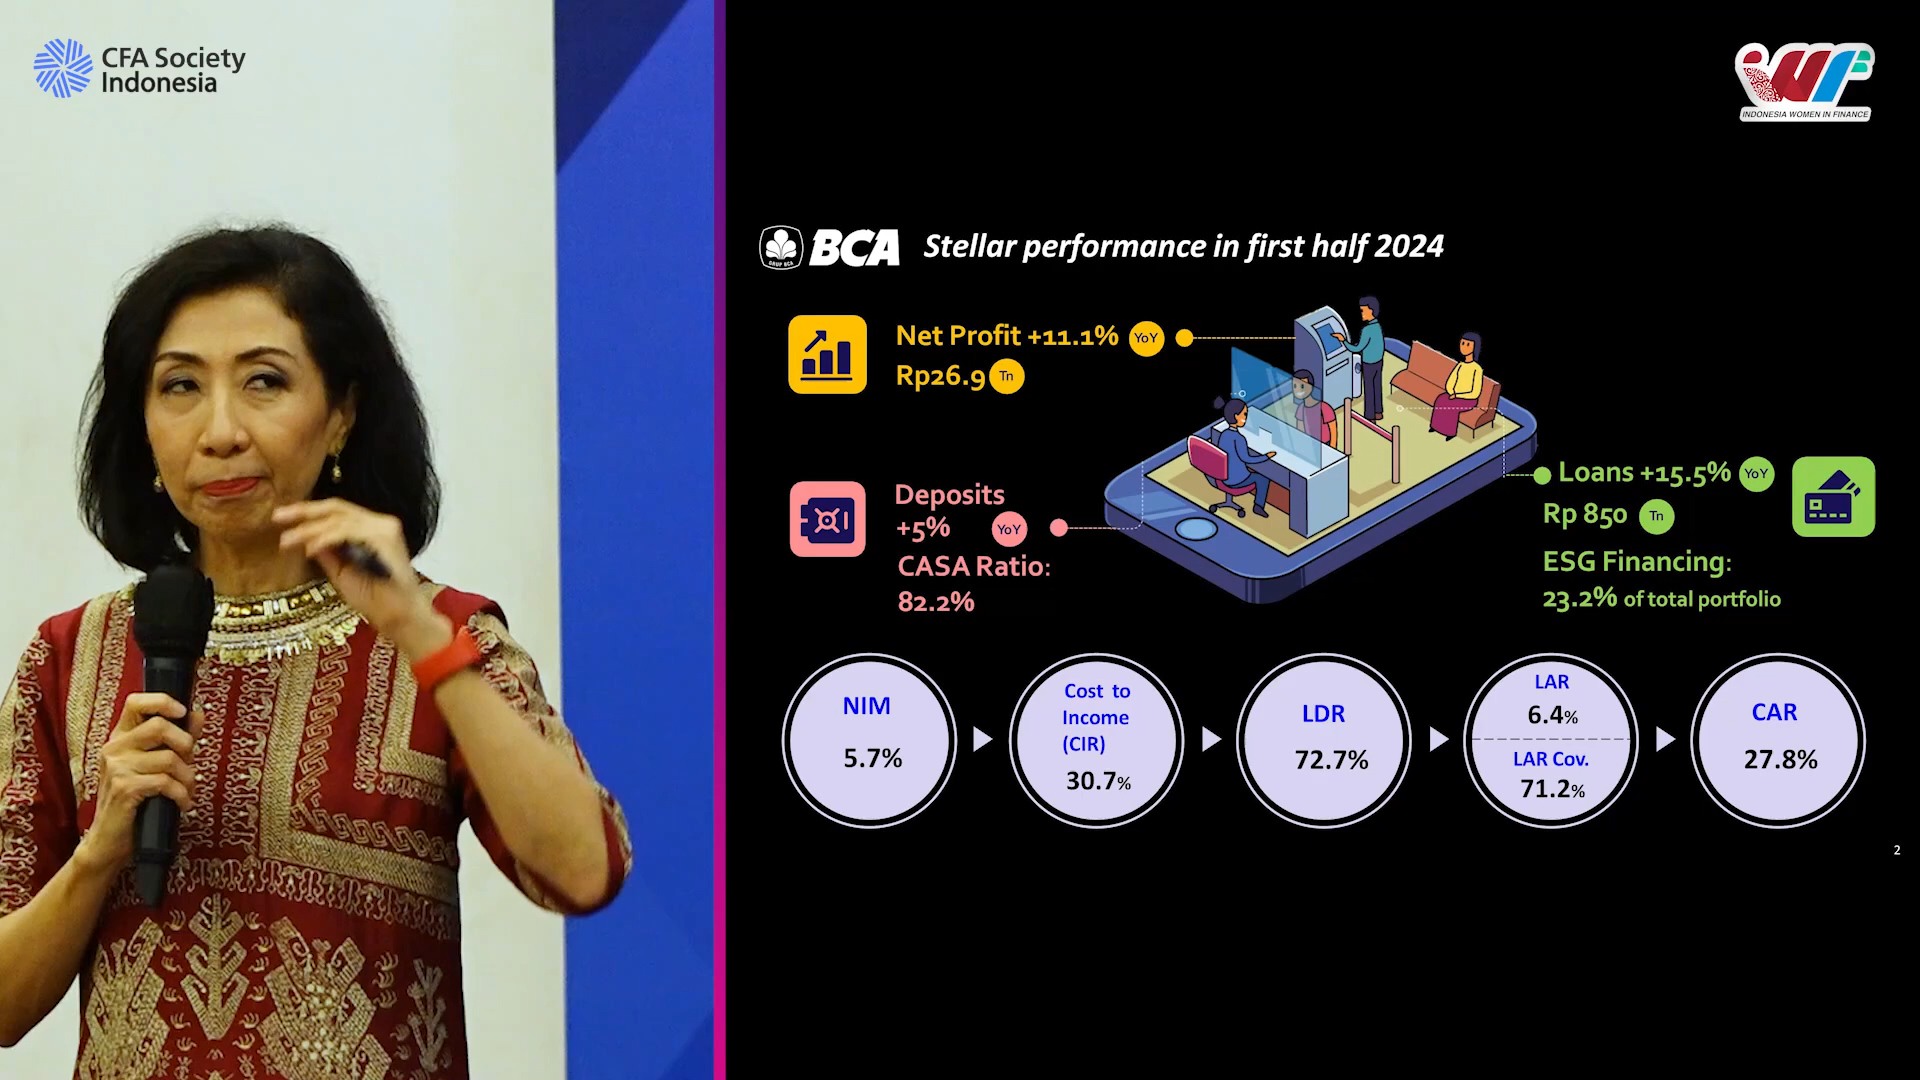 CFA Society
Indonesia
iWF
INDONESIA WOMEN IN FINANCE
GRUP BCA
BCA
Stellar performance in first half 2024
Net Profit +11.1% YoY
Rp26.9 Tn
Deposits
+5% YoY
CASA Ratio:
82.2%
Loans +15.5% YoY
Rp 850 Tn
ESG Financing:
23.2% of total portfolio
NIM
5.7%
Cost to
Income
(CIR)
30.7%
LDR
72.7%
LAR
6.4%
LAR Cov.
71.2%
CAR
27.8%
2